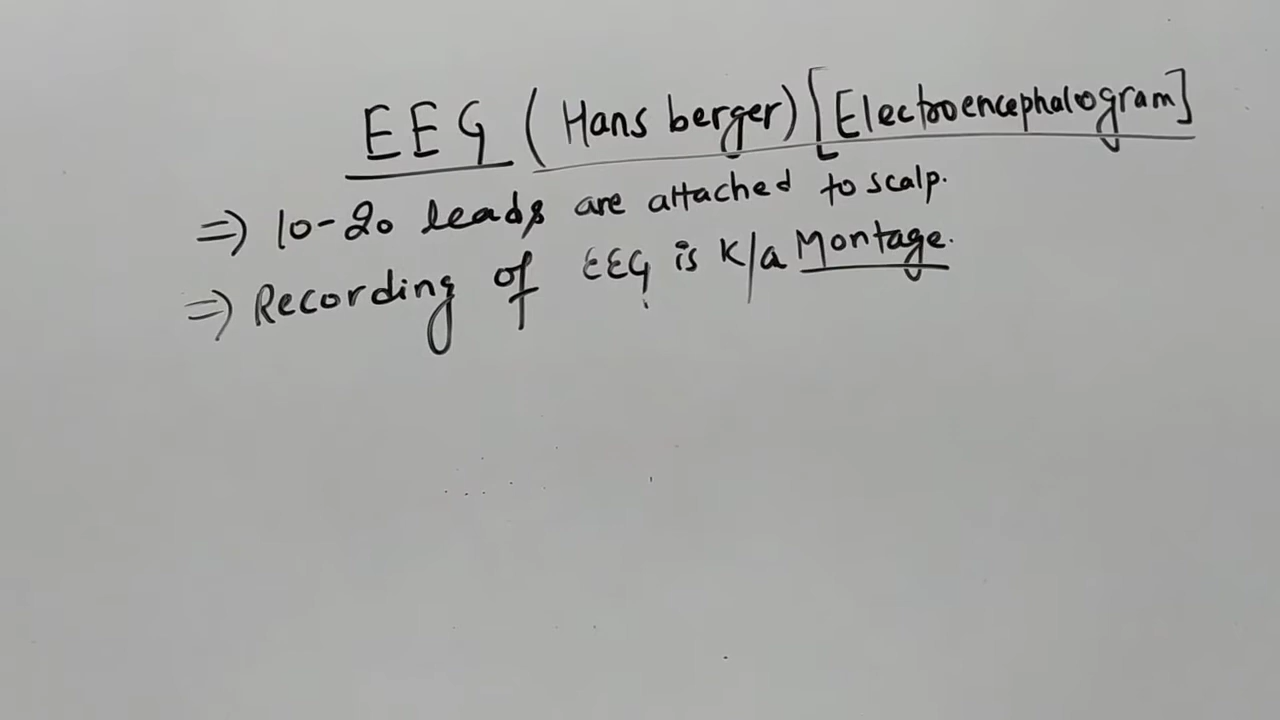 EEG (Hans berger) [Electroencephalogram]
⇒ 10-20 leads are attached to scalp.
⇒ Recording of EEG is K/a Montage.